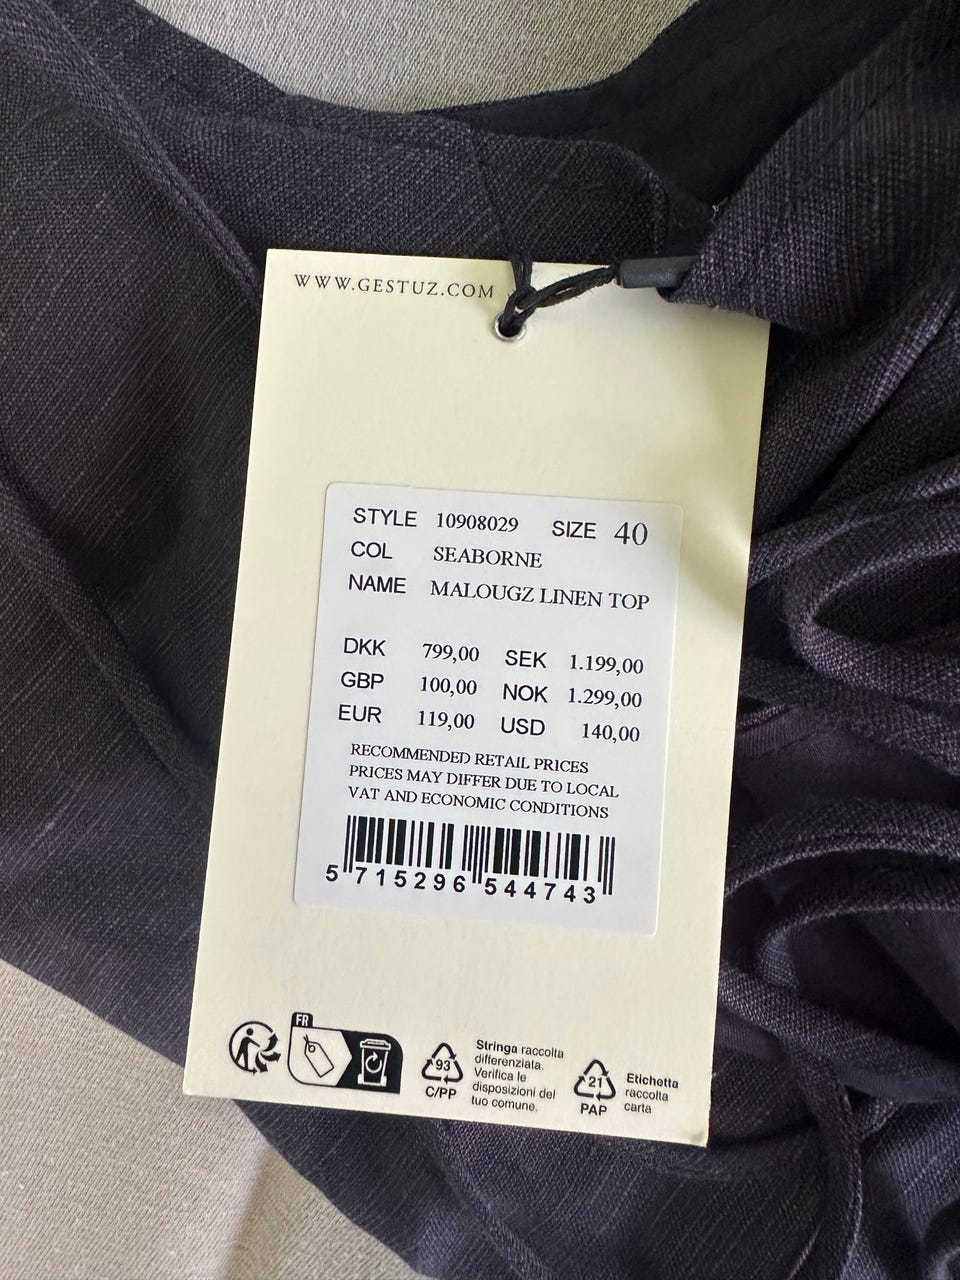 WWW.GESTUZ.COM
STYLE 10908029 SIZE 40
COL SEABORNE
NAME MALOUGZ LINEN TOP
DKK 799,00 SEK 1.199,00
GBP 100,00 NOK 1.299,00
EUR 119,00 USD 140,00
RECOMMENDED RETAIL PRICES
PRICES MAY DIFFER DUE TO LOCAL
VAT AND ECONOMIC CONDITIONS
5 715296 544743
FR
93
C/PP
Stringa raccolta
differenziata.
Verifica le
disposizioni del
tuo comune.
21
PAP
Etichetta
raccolta
carta